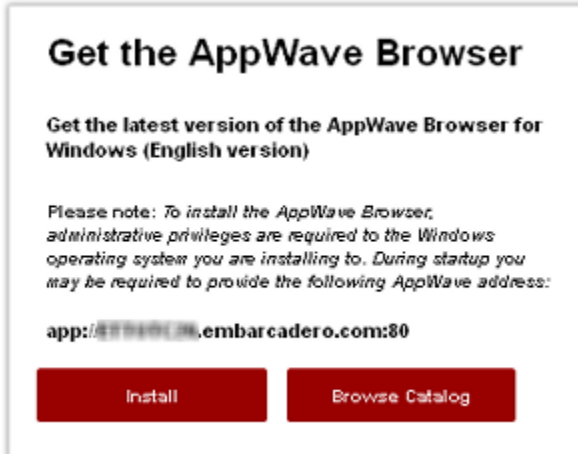 Get the AppWave Browser
Get the latest version of the AppWave Browser for
Windows (English version)
Please note: To install the AppWave Browser,
administrative privileges are required to the Windows
operating system you are installing to. During startup you
may be required to provide the following AppWave address:
app:/ .embarcadero.com:80
Install
Browse Catalog